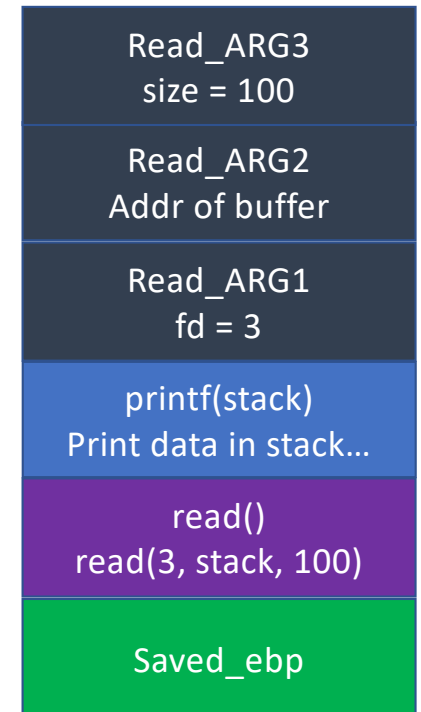 Read_ARG3
size = 100
Read_ARG2
Addr of buffer
Read_ARG1
fd = 3
printf(stack)
Print data in stack…
read()
read(3, stack, 100)
Saved_ebp